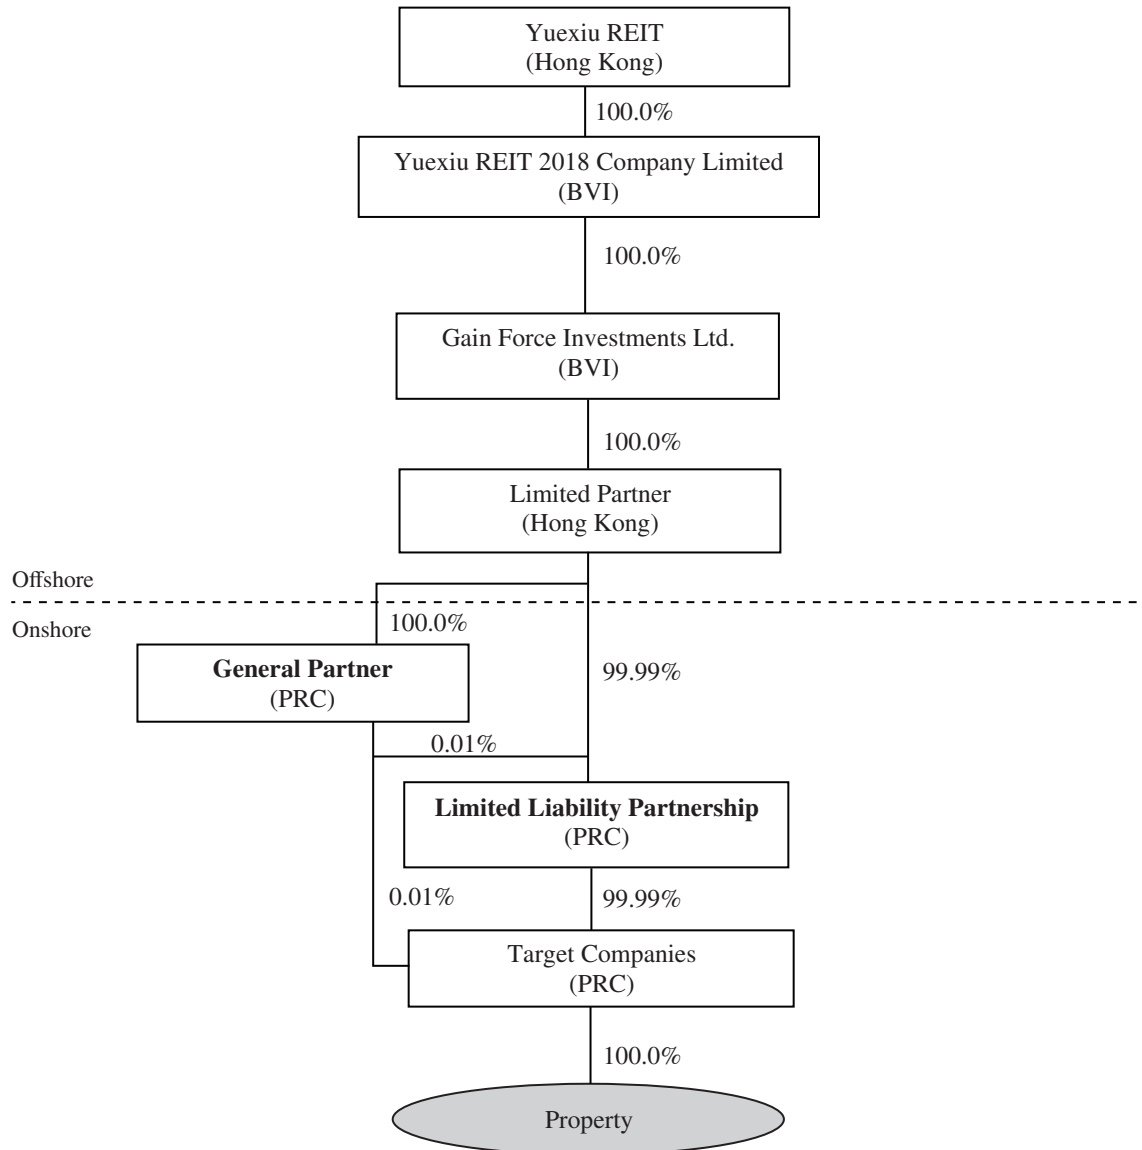 Yuexiu REIT
(Hong Kong)
100.0%
Yuexiu REIT 2018 Company Limited
(BVI)
100.0%
Gain Force Investments Ltd.
(BVI)
100.0%
Limited Partner
(Hong Kong)
Offshore
Onshore
100.0%
General Partner
(PRC)
99.99%
0.01%
Limited Liability Partnership
(PRC)
0.01%
99.99%
Target Companies
(PRC)
100.0%
Property